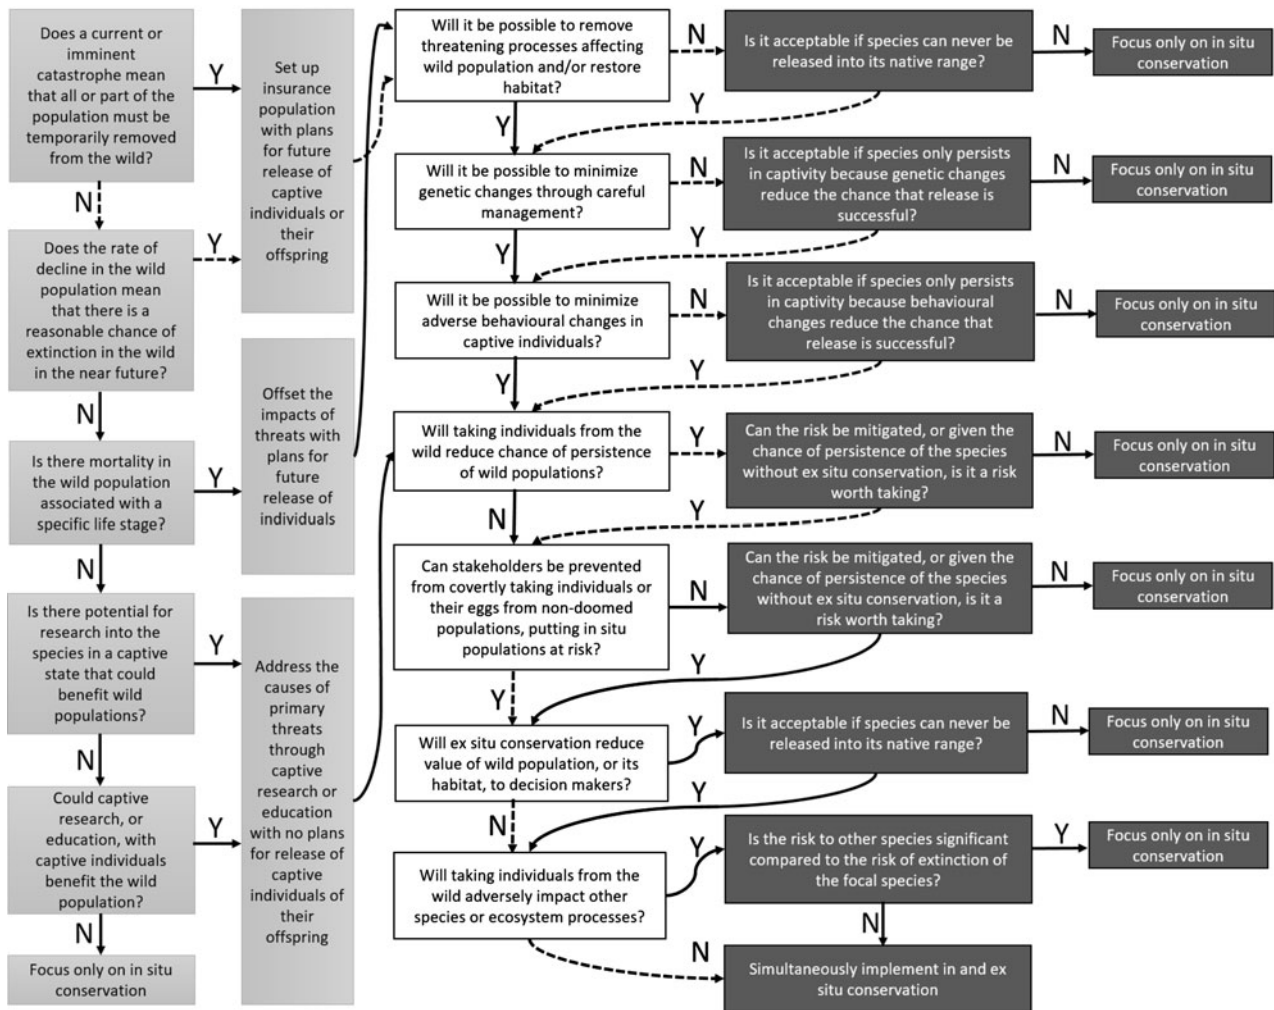 Does a current or
imminent
catastrophe mean
that all or part of the
population must be
temporarily removed
from the wild?
Y
N
Does the rate of
decline in the wild
population mean
that there is a
reasonable chance of
extinction in the wild
in the near future?
Y
N
Is there mortality in
the wild population
associated with a
specific life stage?
Y
N
Is there potential for
research into the
species in a captive
state that could
benefit wild
populations?
Y
N
Could captive
research, or
education, with
captive individuals
benefit the wild
population?
Y
N
Focus only on in situ
conservation
Set up
insurance
population
with plans
for future
release of
captive
individuals or
their
offspring
Offset the
impacts of
threats with
plans for
future
release of
individuals
Address the
causes of
primary
threats
through
captive
research or
education
with no plans
for release of
captive
individuals of
their
offspring
Will it be possible to remove
threatening processes affecting
wild population and/or restore
habitat?
N
Is it acceptable if species can never be
released into its native range?
N
Focus only on in situ
conservation
Y
Y
Will it be possible to minimize
genetic changes through careful
management?
N
Is it acceptable if species only persists
in captivity because genetic changes
reduce the chance that release is
successful?
N
Focus only on in situ
conservation
Y
Y
Will it be possible to minimize
adverse behavioural changes in
captive individuals?
N
Is it acceptable if species only persists
in captivity because behavioural
changes reduce the chance that
release is successful?
N
Focus only on in situ
conservation
Y
Y
Will taking individuals from the
wild reduce chance of persistence
of wild populations?
Y
Can the risk be mitigated, or given the
chance of persistence of the species
without ex situ conservation, is it a risk
worth taking?
N
Focus only on in situ
conservation
N
Y
Can stakeholders be prevented
from covertly taking individuals or
their eggs from non-doomed
populations, putting in situ
populations at risk?
N
Can the risk be mitigated, or given the
chance of persistence of the species
without ex situ conservation, is it a
risk worth taking?
N
Focus only on in situ
conservation
Y
Y
Will ex situ conservation reduce
value of wild population, or its
habitat, to decision makers?
Y
Is it acceptable if species can never be
released into its native range?
N
Focus only on in situ
conservation
N
Y
Will taking individuals from the
wild adversely impact other
species or ecosystem processes?
Y
Is the risk to other species significant
compared to the risk of extinction of
the focal species?
Y
Focus only on in situ
conservation
N
N
Simultaneously implement in and ex
situ conservation